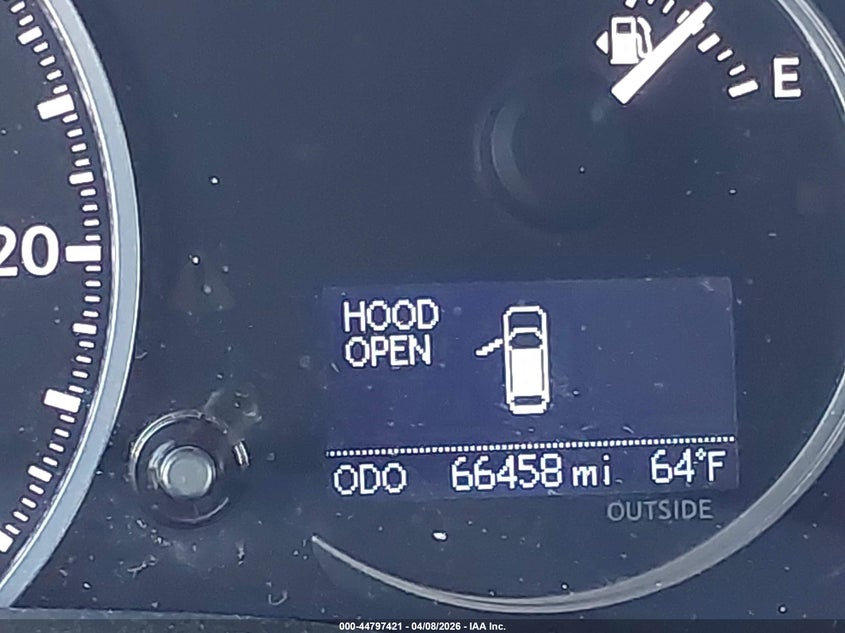 E
20
HOOD
OPEN
ODO 66458 mi 64°F
OUTSIDE
000-44797421 - 04/08/2026 - IAA Inc.